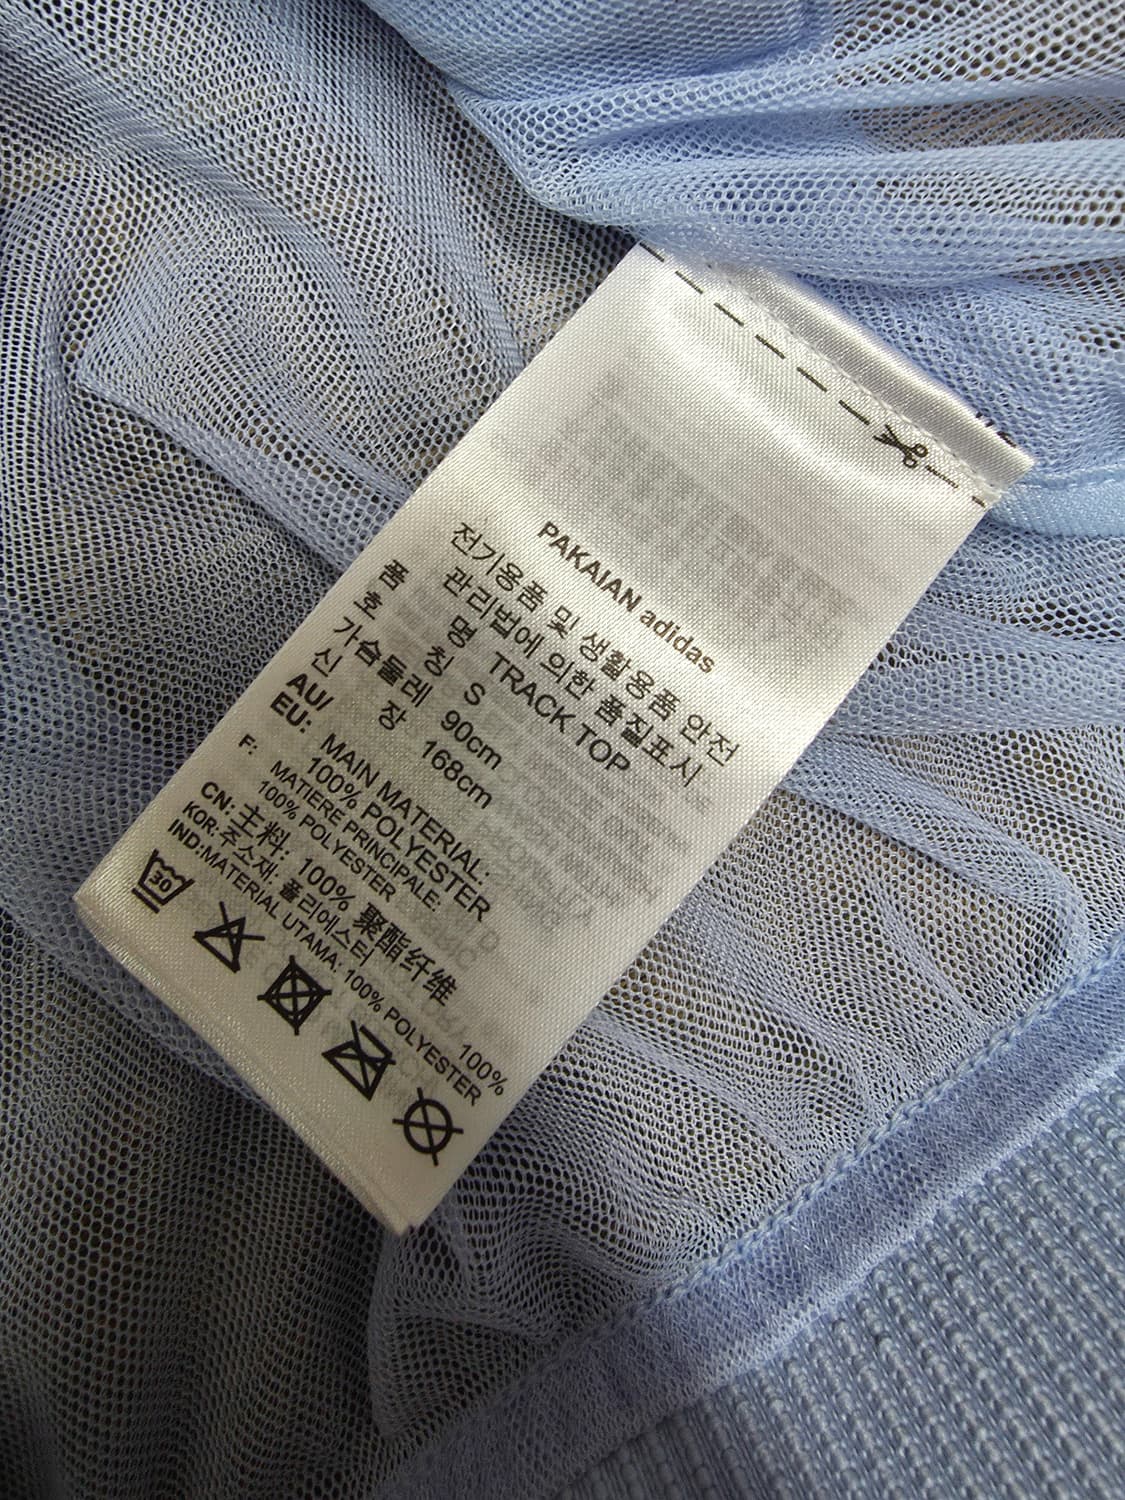 PAKAIAN adidas
전기용품 및 생활용품 안전
관리법에 의한 품질표시
품 명 TRACK TOP
호 칭 S
가슴둘레 90cm
신 장 168cm
AU/ MAIN MATERIAL:
EU: 100% POLYESTER
F: MATIERE PRINCIPALE:
100% POLYESTER
CN: 主料: 100% 聚酯纤维
KOR: 주소재: 폴리에스터 100%
IND: MATERIAL UTAMA: 100% POLYESTER
30